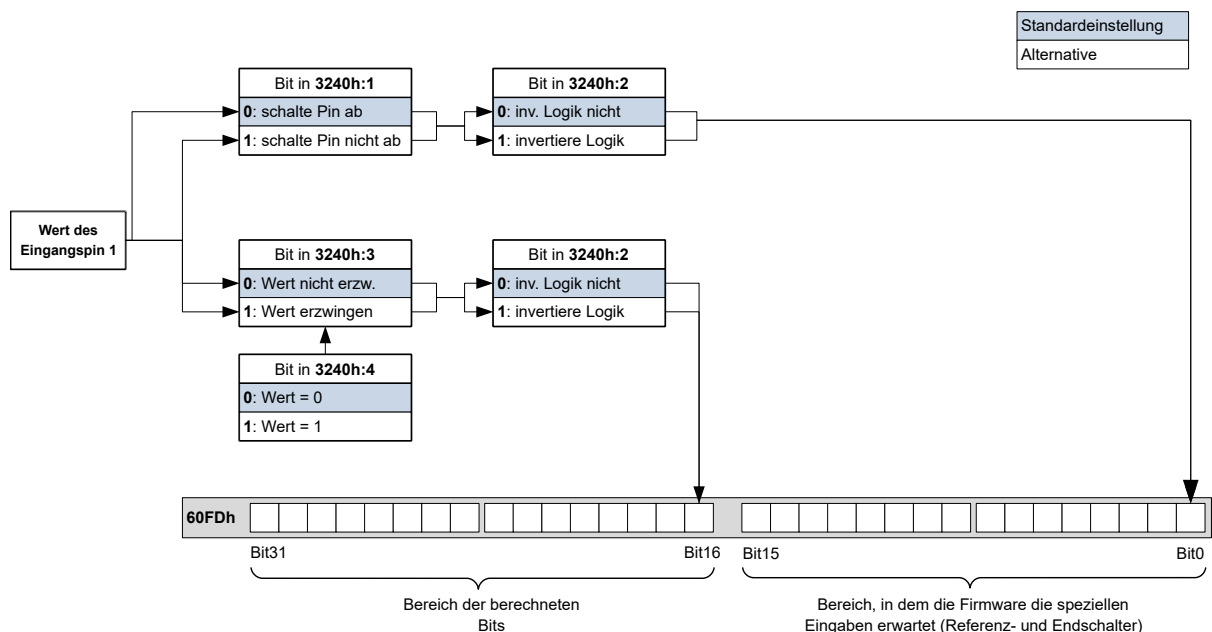 Standardeinstellung
Alternative
Bit in 3240h:1
0: schalte Pin ab
1: schalte Pin nicht ab
Bit in 3240h:2
0: inv. Logik nicht
1: invertiere Logik
Wert des
Eingangspin 1
Bit in 3240h:3
0: Wert nicht erzw.
1: Wert erzwingen
Bit in 3240h:2
0: inv. Logik nicht
1: invertiere Logik
Bit in 3240h:4
0: Wert = 0
1: Wert = 1
60FDh
Bit31
Bit16
Bit15
Bit0
Bereich der berechneten
Bits
Bereich, in dem die Firmware die speziellen
Eingaben erwartet (Referenz- und Endschalter)